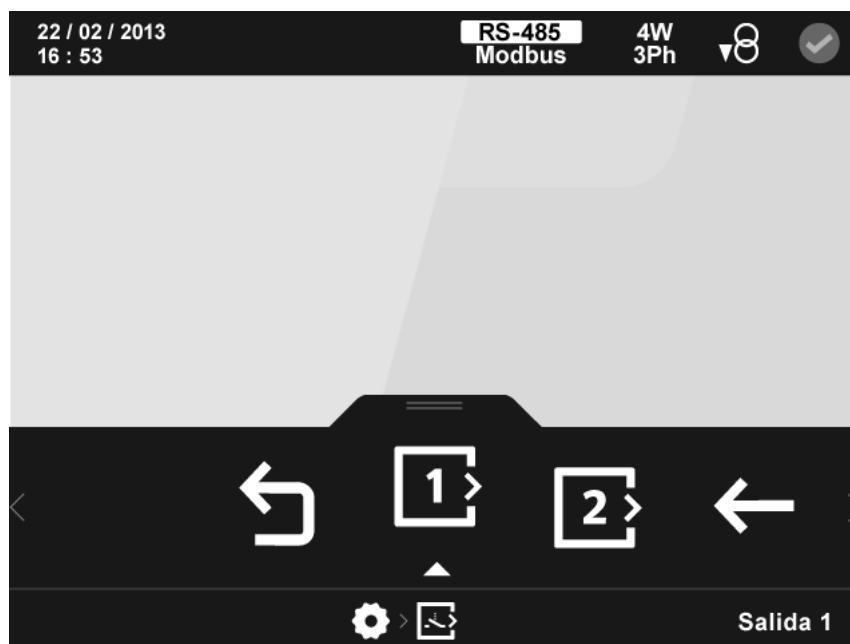 22 / 02 / 2013
16 : 53
RS-485
Modbus
4W
3Ph
1
2
Salida 1